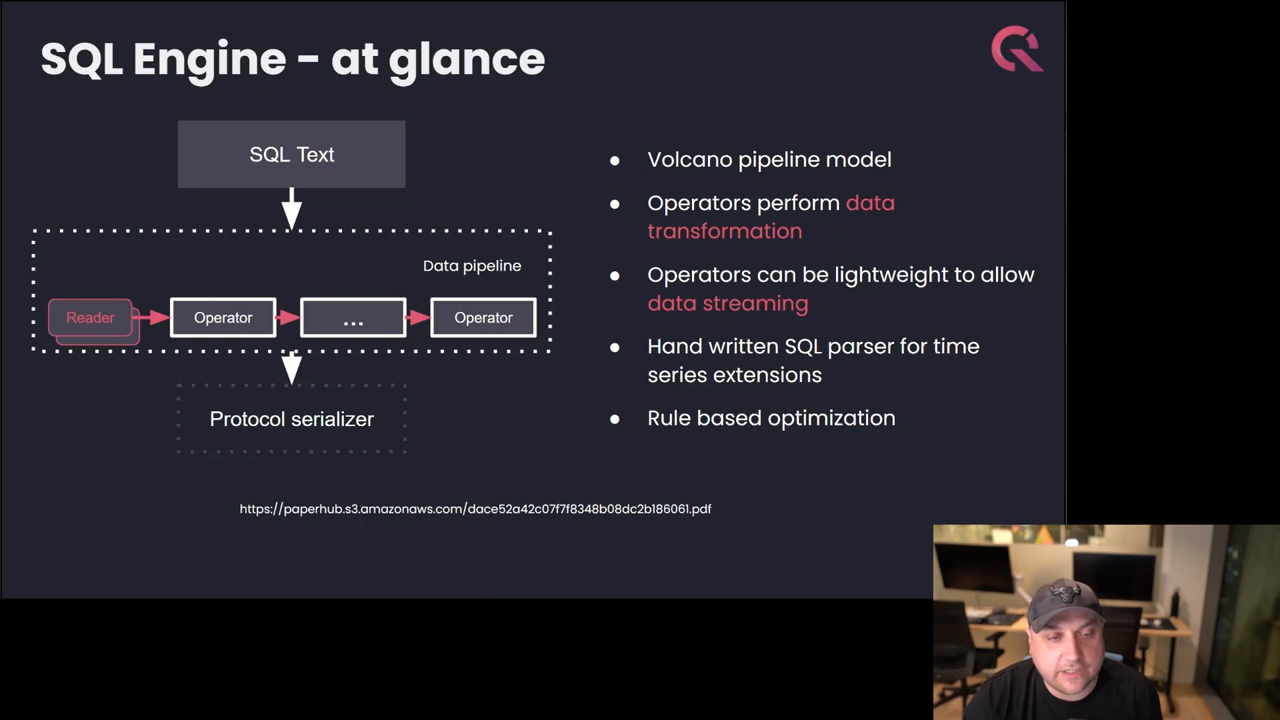 SQL Engine - at glance
SQL Text
Data pipeline
Reader
Operator
...
Operator
Protocol serializer
● Volcano pipeline model
● Operators perform data
transformation
● Operators can be lightweight to allow
data streaming
● Hand written SQL parser for time
series extensions
● Rule based optimization
https://paperhub.s3.amazonaws.com/dace52a42c07f7f8348b08dc2b186061.pdf